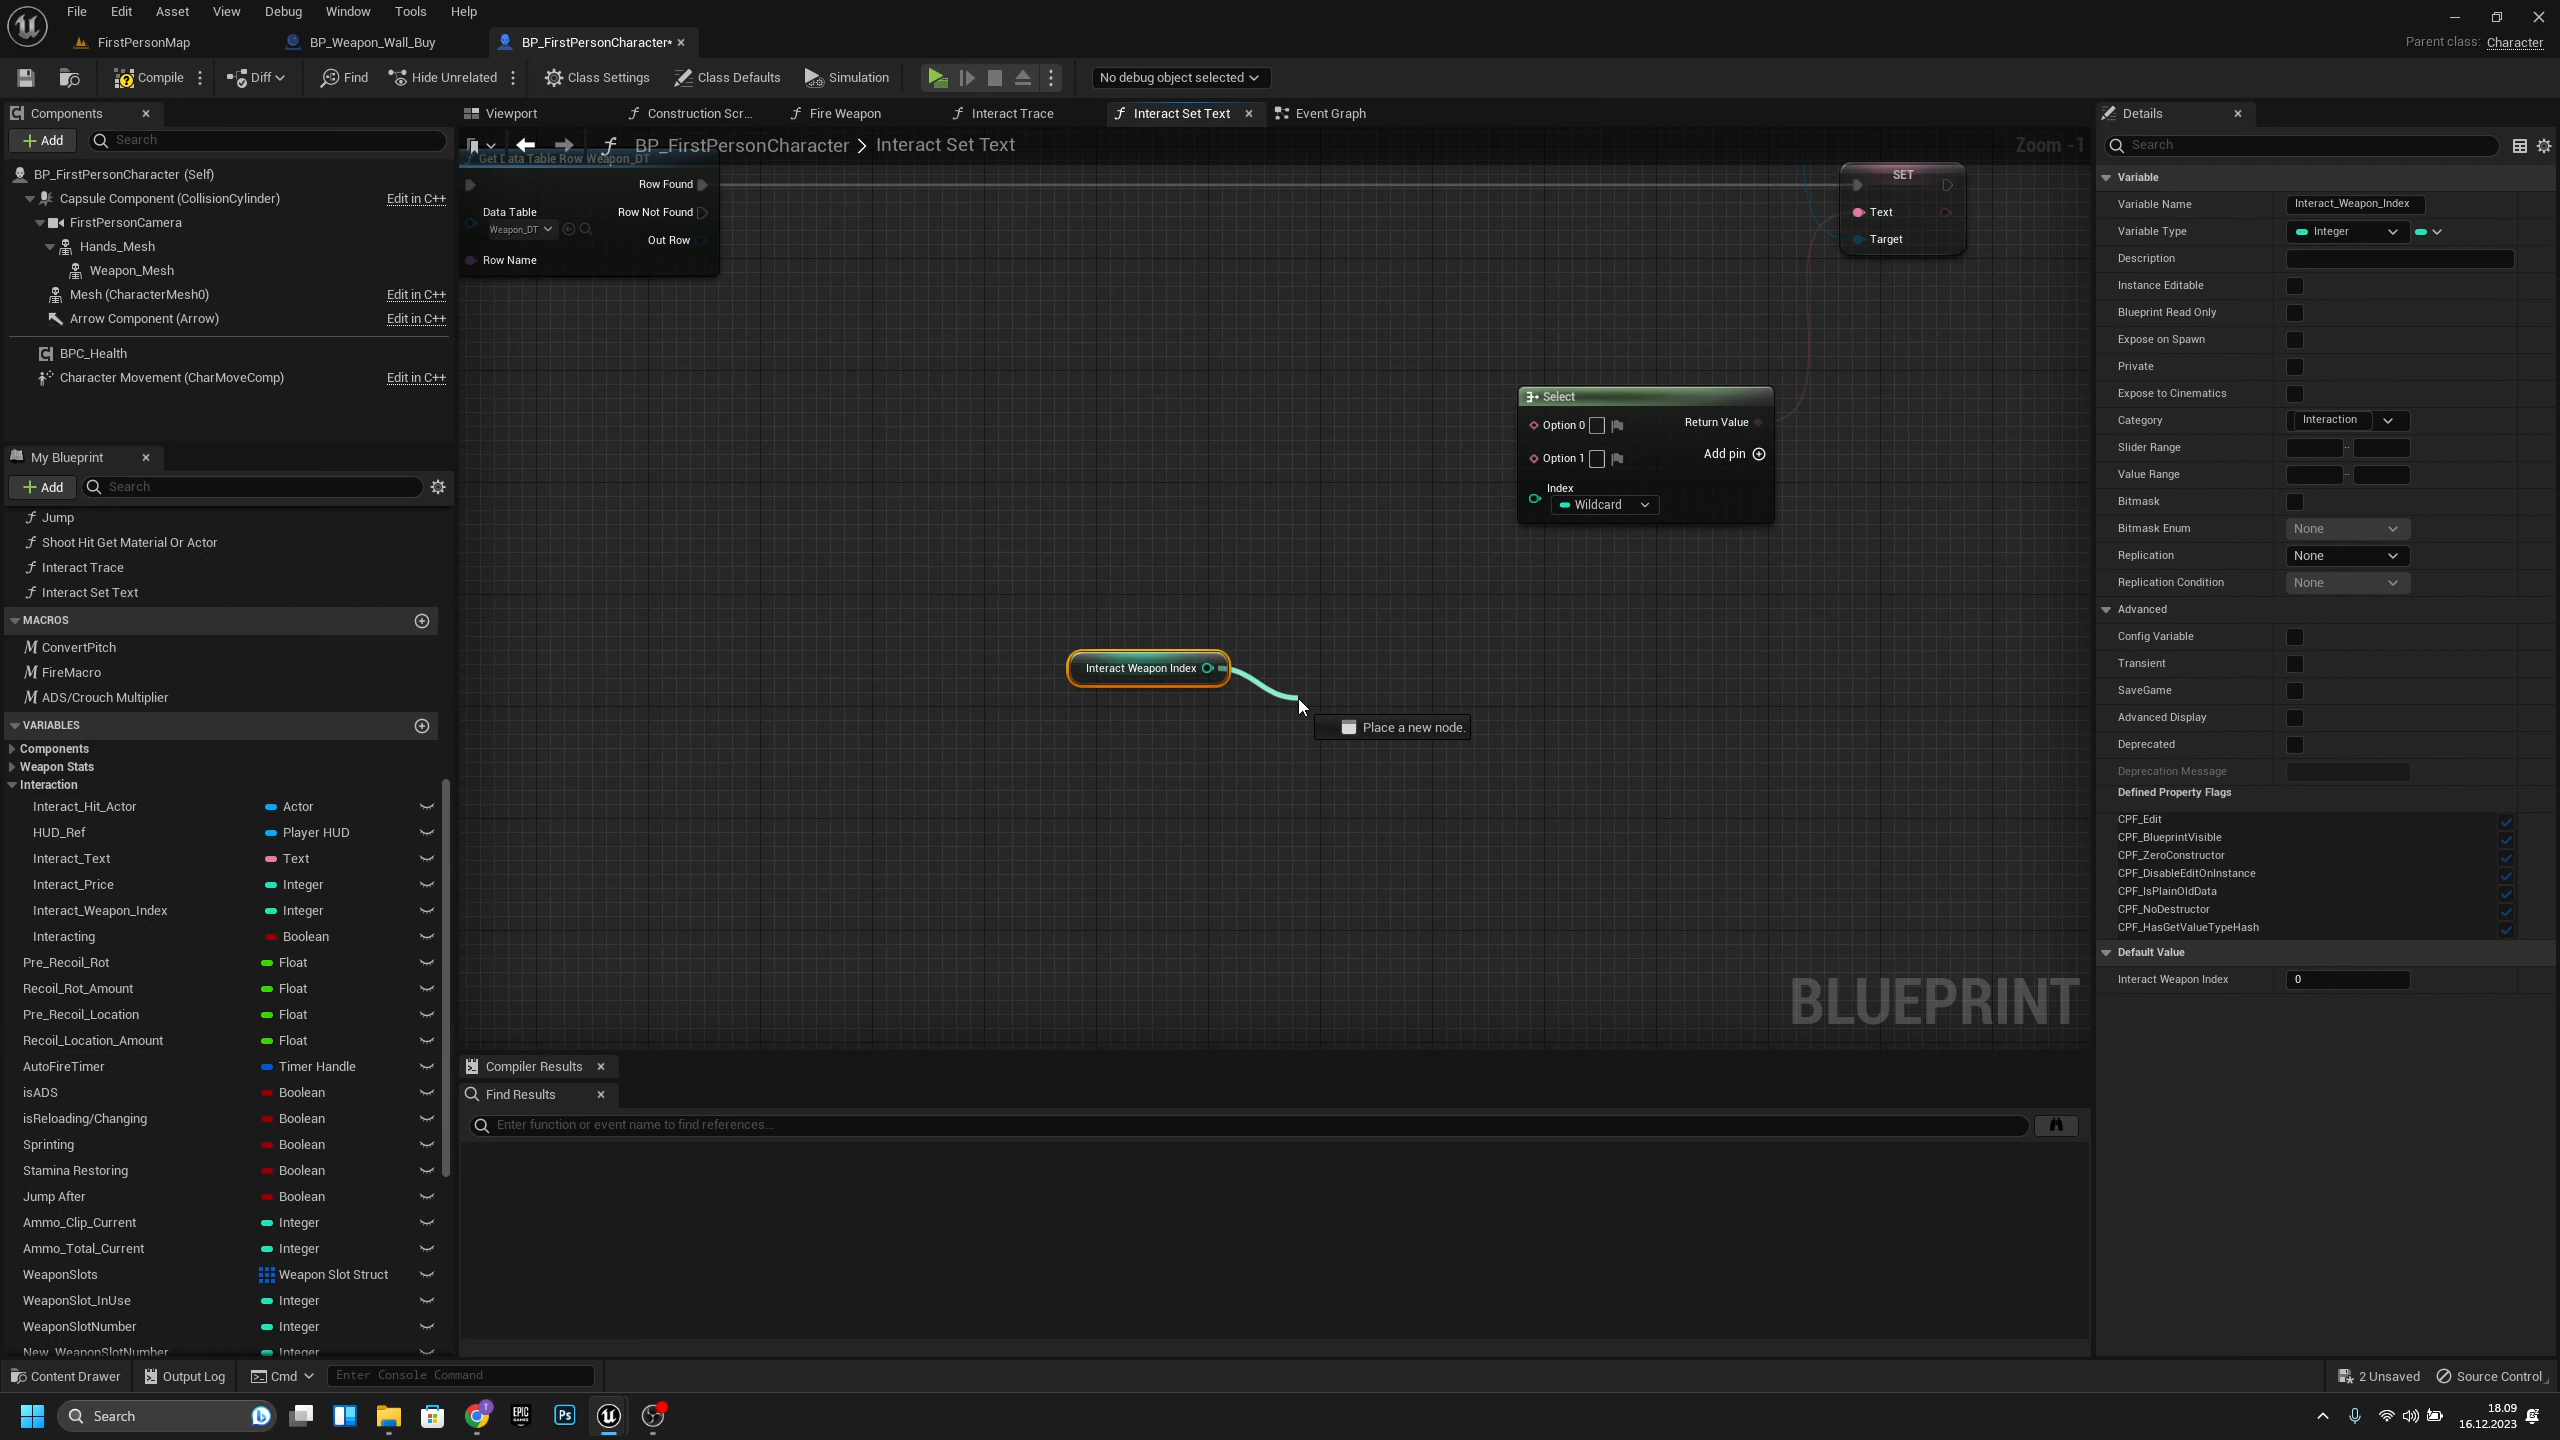 File Edit Asset View Debug Window Tools Help
FirstPersonMap BP_Weapon_Wall_Buy BP_FirstPersonCharacter* Parent class: Character
Compile Diff Find Hide Unrelated Class Settings Class Defaults Simulation No debug object selected
Components
Add Search
BP_FirstPersonCharacter (Self)
Capsule Component (CollisionCylinder) Edit in C++
FirstPersonCamera
Hands_Mesh
Weapon_Mesh
Mesh (CharacterMesh0) Edit in C++
Arrow Component (Arrow) Edit in C++
BPC_Health
Character Movement (CharMoveComp) Edit in C++
My Blueprint
Add Search
Jump
Shoot Hit Get Material Or Actor
Interact Trace
Interact Set Text
MACROS
ConvertPitch
FireMacro
ADS/Crouch Multiplier
VARIABLES
Components
Weapon Stats
Interaction
Interact_Hit_Actor Actor
HUD_Ref Player HUD
Interact_Text Text
Interact_Price Integer
Interact_Weapon_Index Integer
Interacting Boolean
Pre_Recoil_Rot Float
Recoil_Rot_Amount Float
Pre_Recoil_Location Float
Recoil_Location_Amount Float
AutoFireTimer Timer Handle
isADS Boolean
isReloading/Changing Boolean
Sprinting Boolean
Stamina Restoring Boolean
Jump After Boolean
Ammo_Clip_Current Integer
Ammo_Total_Current Integer
WeaponSlots Weapon Slot Struct
WeaponSlot_InUse Integer
WeaponSlotNumber Integer
New_WeaponSlotNumber Integer
Viewport Construction Scr... Fire Weapon Interact Trace Interact Set Text Event Graph
BP_FirstPersonCharacter > Interact Set Text Zoom -1
Get Data Table Row Weapon_DT
Row Found
Data Table Row Not Found
Weapon_DT
Out Row
Row Name
SET
Text
Target
Select
Option 0 Return Value
Option 1 Add pin
Index
Wildcard
Interact Weapon Index
Place a new node.
BLUEPRINT
Compiler Results
Find Results
Enter function or event name to find references...
Details
Search
Variable
Variable Name Interact_Weapon_Index
Variable Type Integer
Description
Instance Editable
Blueprint Read Only
Expose on Spawn
Private
Expose to Cinematics
Category Interaction
Slider Range
Value Range
Bitmask
Bitmask Enum None
Replication None
Replication Condition None
Advanced
Config Variable
Transient
SaveGame
Advanced Display
Deprecated
Deprecation Message
Defined Property Flags
CPF_Edit
CPF_BlueprintVisible
CPF_ZeroConstructor
CPF_DisableEditOnInstance
CPF_IsPlainOldData
CPF_NoDestructor
CPF_HasGetValueTypeHash
Default Value
Interact Weapon Index 0
Content Drawer Output Log Cmd Enter Console Command 2 Unsaved Source Control
Search 18.09
16.12.2023